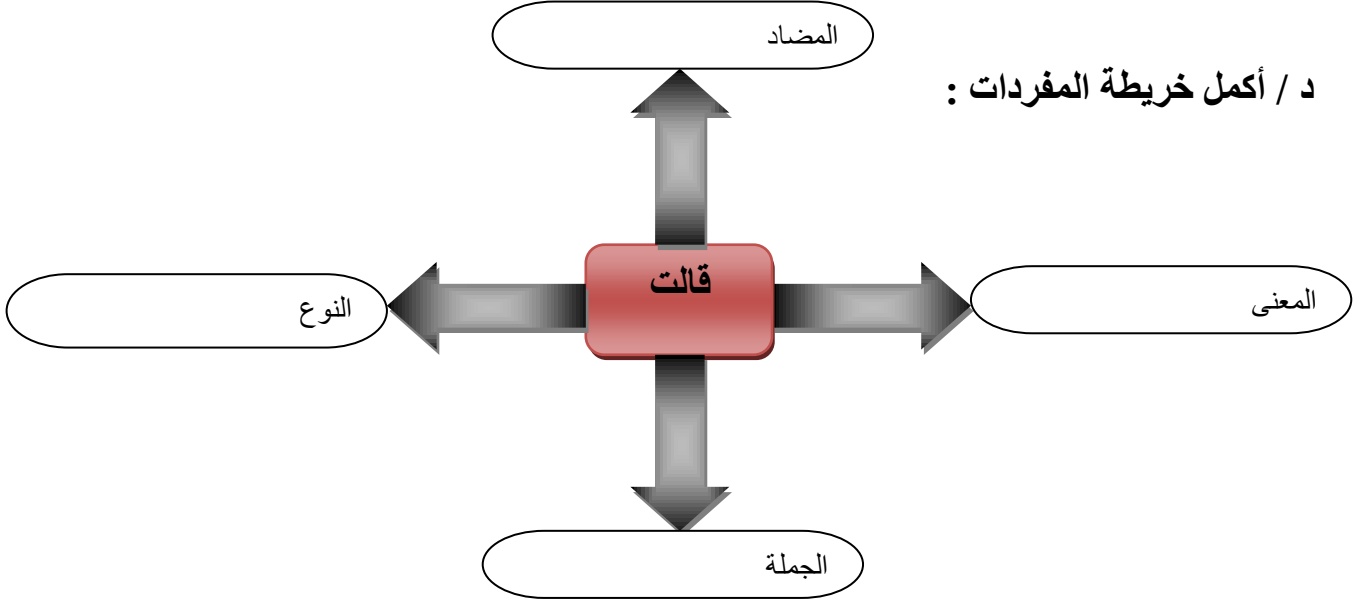 د / أكمل خريطة المفردات :
المضاد
قالت
المعنى
النوع
الجملة